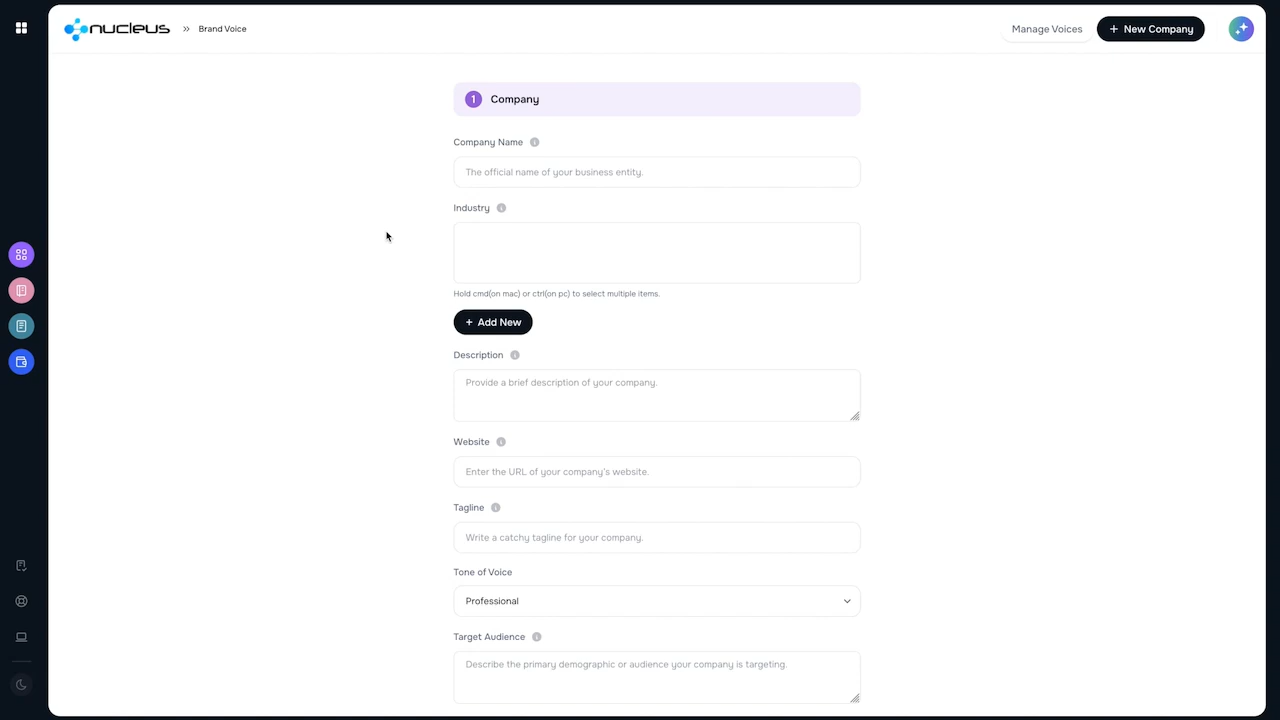 nucleus
Brand Voice
Manage Voices
+ New Company
1 Company
Company Name
The official name of your business entity.
Industry
Hold cmd(on mac) or ctrl(on pc) to select multiple items.
+ Add New
Description
Provide a brief description of your company.
Website
Enter the URL of your company's website.
Tagline
Write a catchy tagline for your company.
Tone of Voice
Professional
Target Audience
Describe the primary demographic or audience your company is targeting.